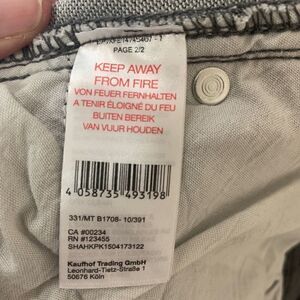 PAGE 2/2
KEEP AWAY
FROM FIRE
VON FEUER FERNHALTEN
A TENIR ÉLOIGNÉ DU FEU
BUITEN BEREIK
VAN VUUR HOUDEN
4 058735 493198
331/MT B1708- 10/391
CA #00234
RN #123455
SHAHKPK1504173122
Kaufhof Trading GmbH
Leonhard-Tietz-Straße 1
50676 Köln